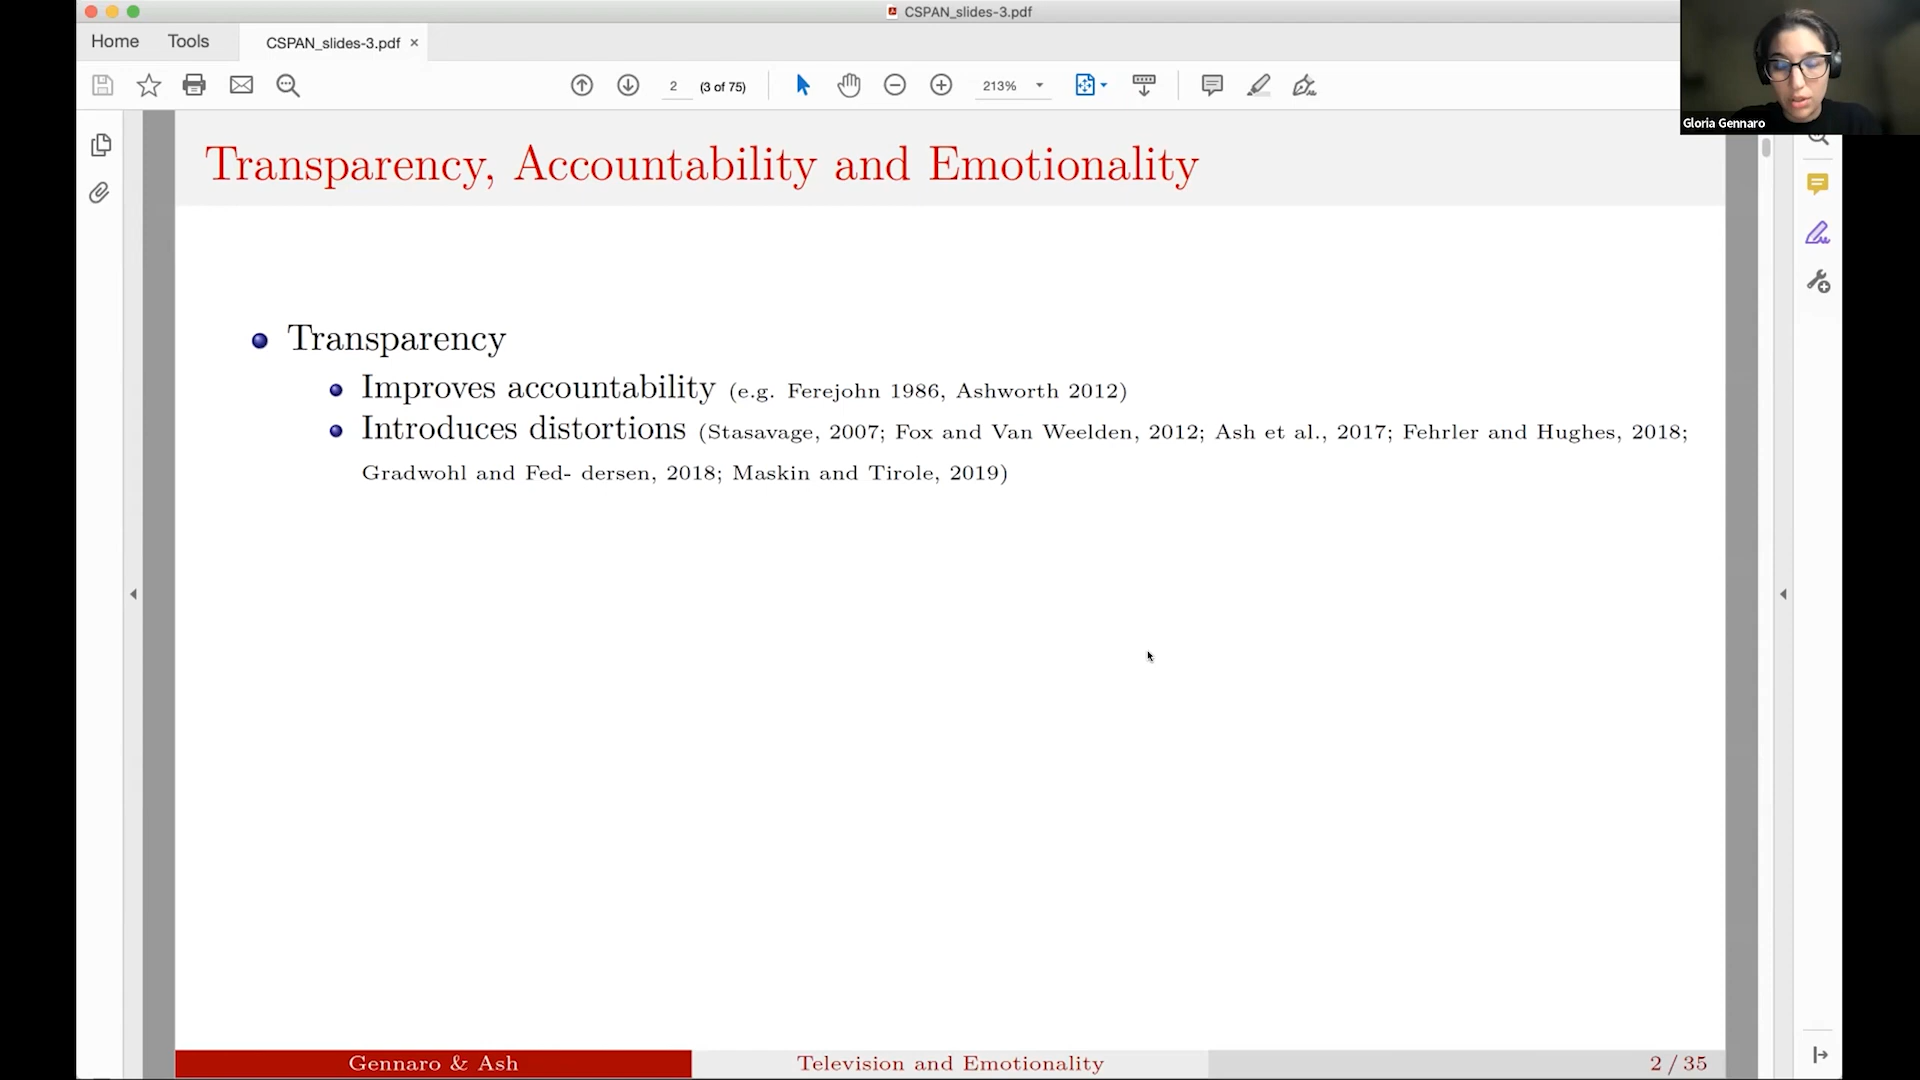 CSPAN_slides-3.pdf
Home Tools CSPAN_slides-3.pdf ×
2 (3 of 75) 213%
Gloria Gennaro
Transparency, Accountability and Emotionality
Transparency
Improves accountability (e.g. Ferejohn 1986, Ashworth 2012)
Introduces distortions (Stasavage, 2007; Fox and Van Weelden, 2012; Ash et al., 2017; Fehrler and Hughes, 2018;
Gradwohl and Fed- dersen, 2018; Maskin and Tirole, 2019)
Gennaro & Ash Television and Emotionality 2 / 35